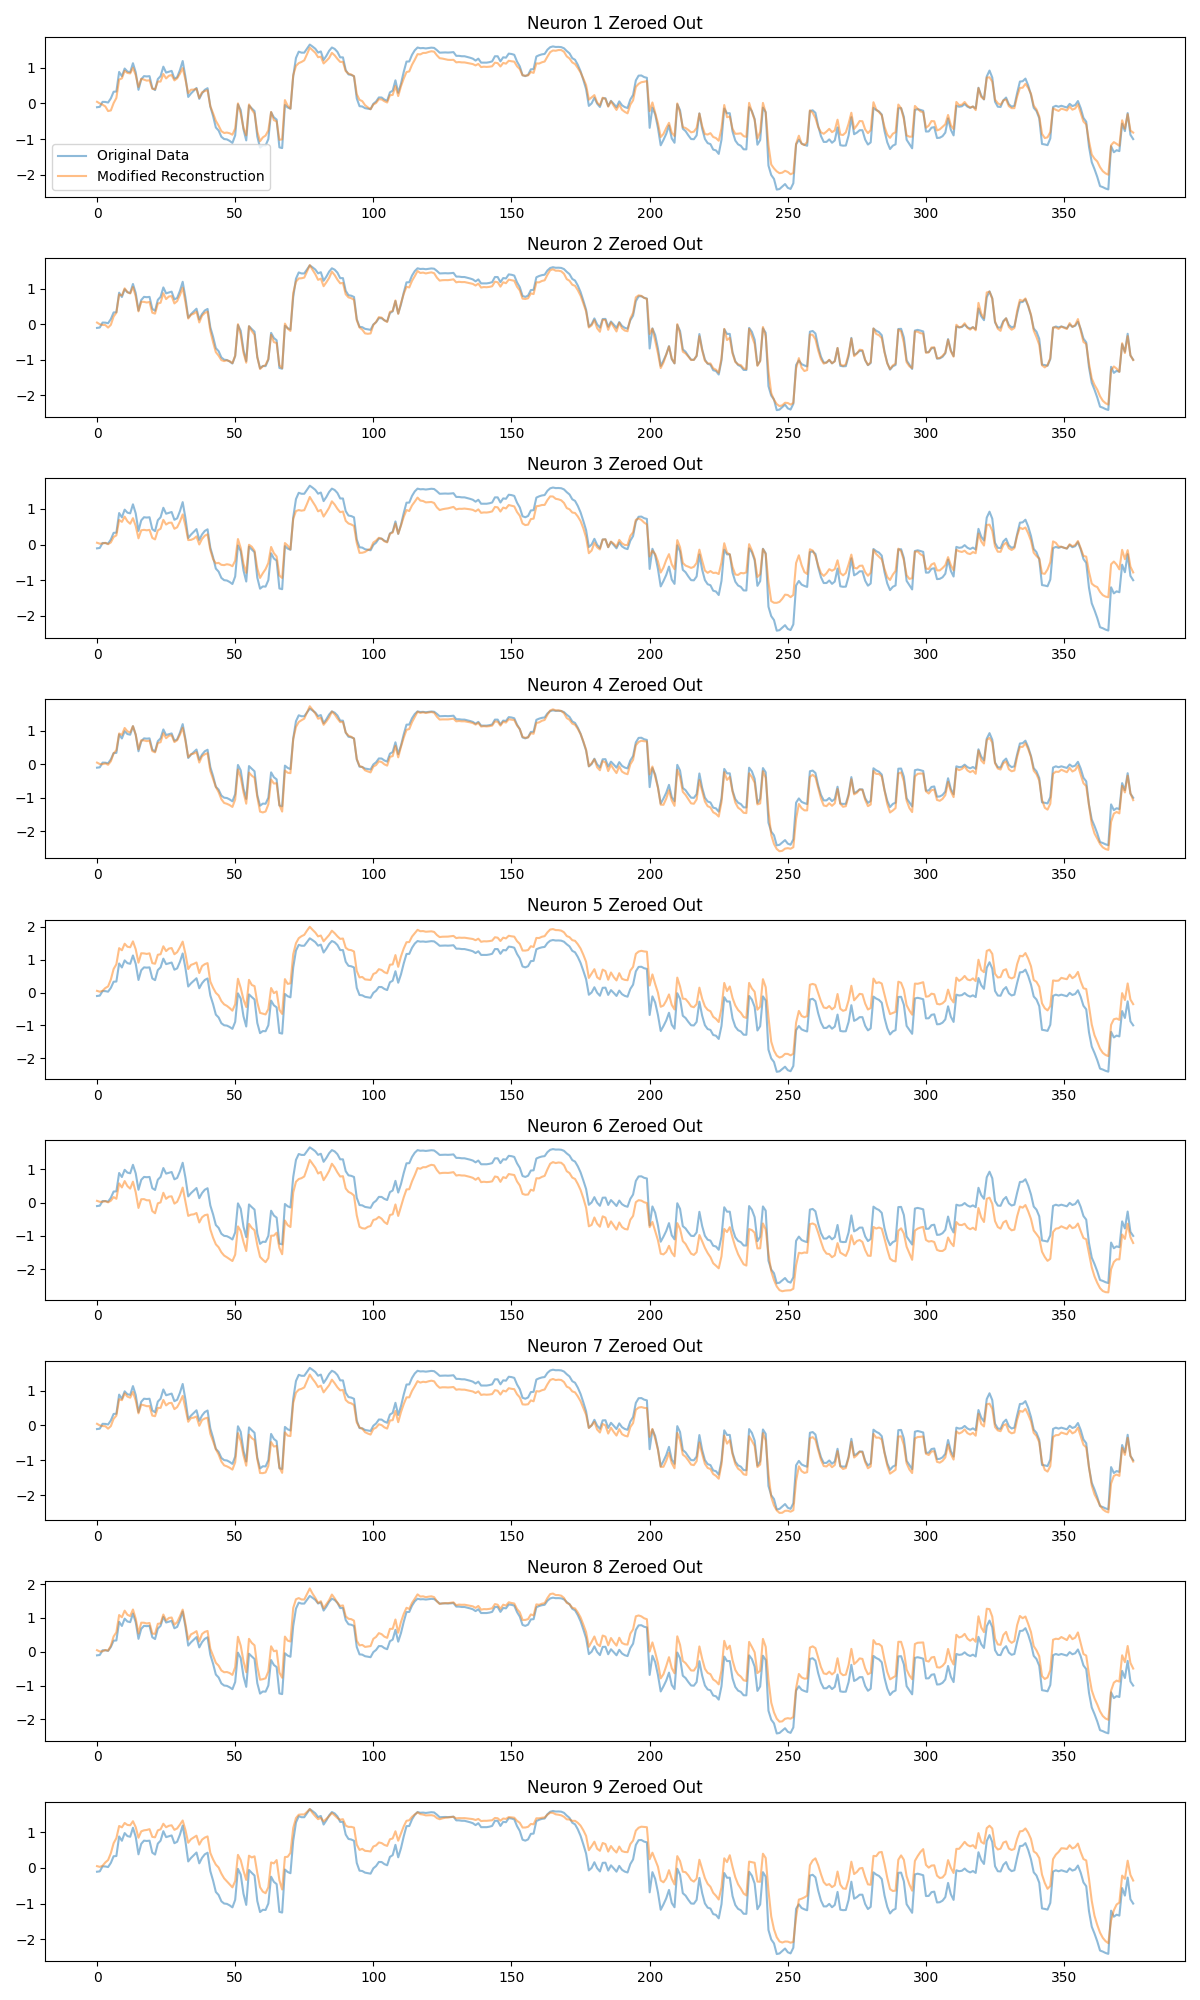 Neuron 1 Zeroed Out
1
0
−1
−2
Original Data
Modified Reconstruction
0 50 100 150 200 250 300 350
Neuron 2 Zeroed Out
1
0
−1
−2
0 50 100 150 200 250 300 350
Neuron 3 Zeroed Out
1
0
−1
−2
0 50 100 150 200 250 300 350
Neuron 4 Zeroed Out
1
0
−1
−2
0 50 100 150 200 250 300 350
Neuron 5 Zeroed Out
2
1
0
−1
−2
0 50 100 150 200 250 300 350
Neuron 6 Zeroed Out
1
0
−1
−2
0 50 100 150 200 250 300 350
Neuron 7 Zeroed Out
1
0
−1
−2
0 50 100 150 200 250 300 350
Neuron 8 Zeroed Out
2
1
0
−1
−2
0 50 100 150 200 250 300 350
Neuron 9 Zeroed Out
1
0
−1
−2
0 50 100 150 200 250 300 350